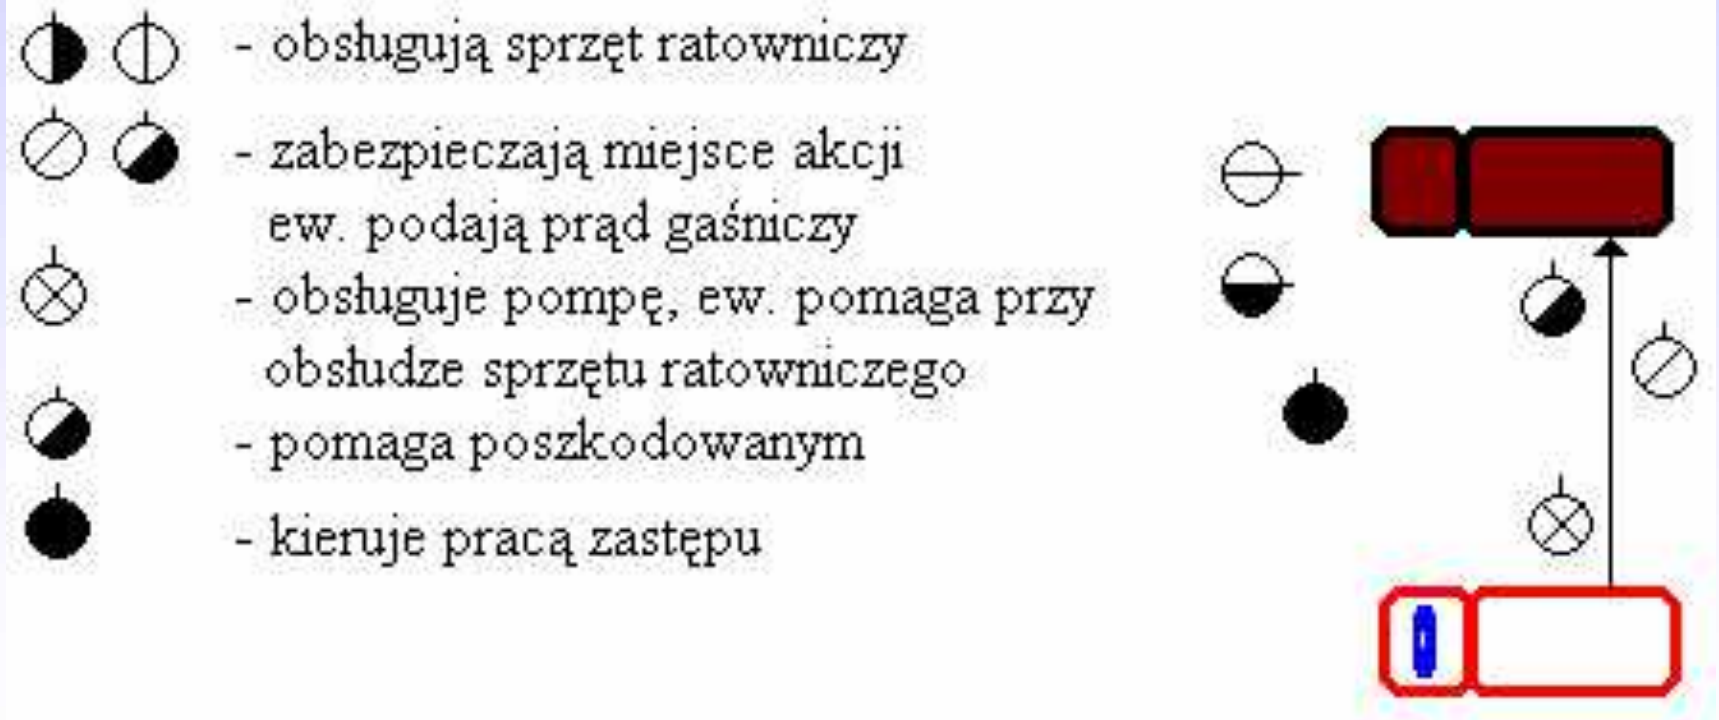 - obsługują sprzęt ratowniczy
- zabezpieczają miejsce akcji
ew. podają prąd gaśniczy
- obsługuje pompę, ew. pomaga przy
obsłudze sprzętu ratowniczego
- pomaga poszkodowanym
- kieruje pracą zastępu